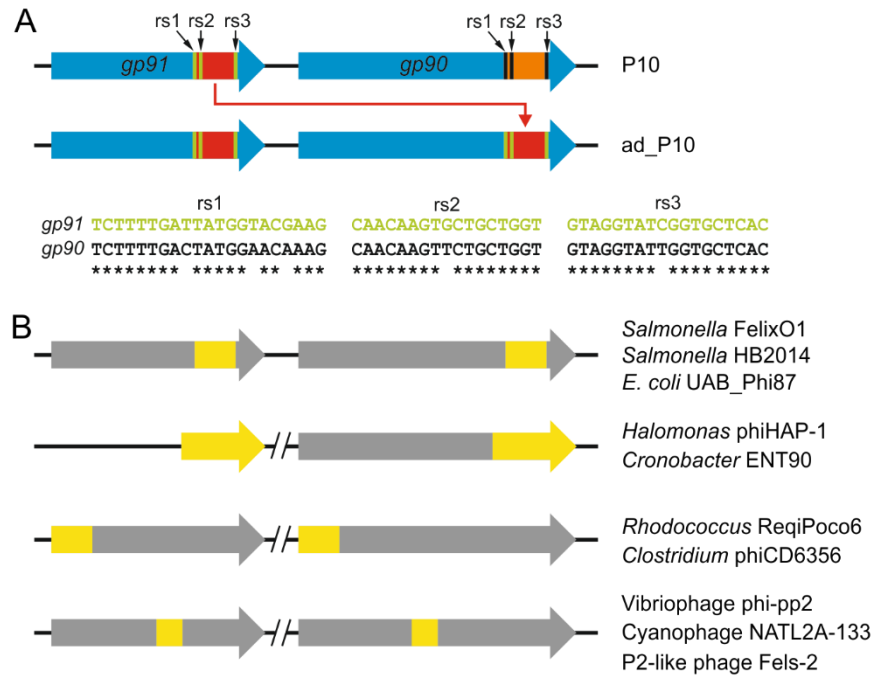 A
rs1 rs2 rs3 rs1 rs2 rs3
gp91 gp90 P10
ad_P10
rs1 rs2 rs3
gp91 TCTTTTGATTATGGTACGAAG CAACAAGTGCTGCTGGT GTAGGTATCGGTGCTCAC
gp90 TCTTTTGACTATGGAACAAAG CAACAAGTTCTGCTGGT GTAGGTATTGGTGCTCAC
******** ***** ** *** ******** ******** ******** *********
B
Salmonella FelixO1
Salmonella HB2014
E. coli UAB_Phi87
Halomonas phiHAP-1
Cronobacter ENT90
Rhodococcus ReqiPoco6
Clostridium phiCD6356
Vibriophage phi-pp2
Cyanophage NATL2A-133
P2-like phage Fels-2